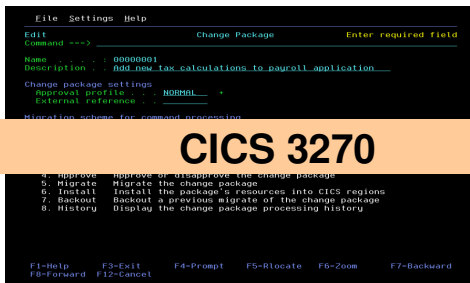 File Settings Help
Edit Change Package Enter required field
Command ===>
Name . . . . . : 00000001
Description . . Add new tax calculations to payroll application
Change package settings
Approval profile . . . NORMAL +
External reference . .
Migration scheme for command processing
CICS 3270
4. Approve Approve or disapprove the change package
5. Migrate Migrate the change package
6. Install Install the package's resources into CICS regions
7. Backout Backout a previous migrate of the change package
8. History Display the change package processing history
F1=Help F3=Exit F4=Prompt F5=Rlocate F6=Zoom F7=Backward
F8=Forward F12=Cancel